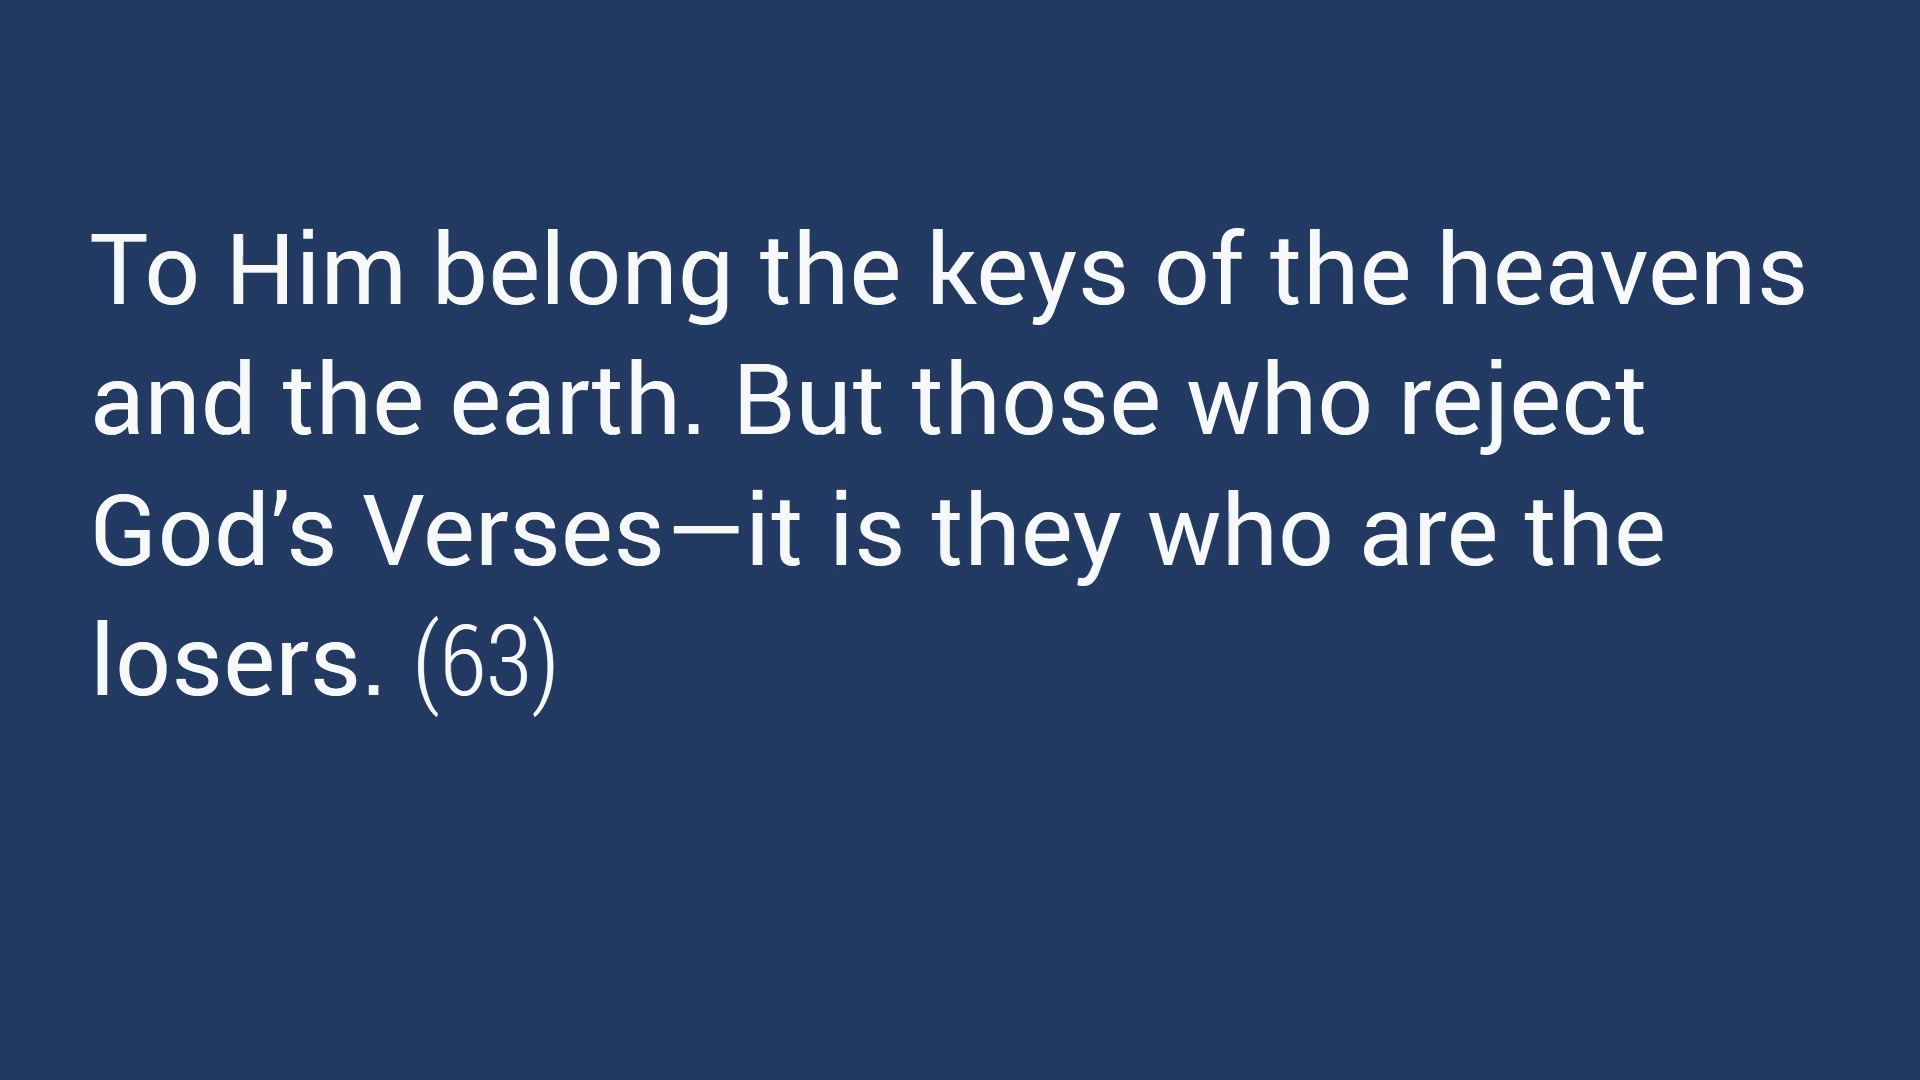 To Him belong the keys of the heavens
and the earth. But those who reject
God’s Verses—it is they who are the
losers. (63)